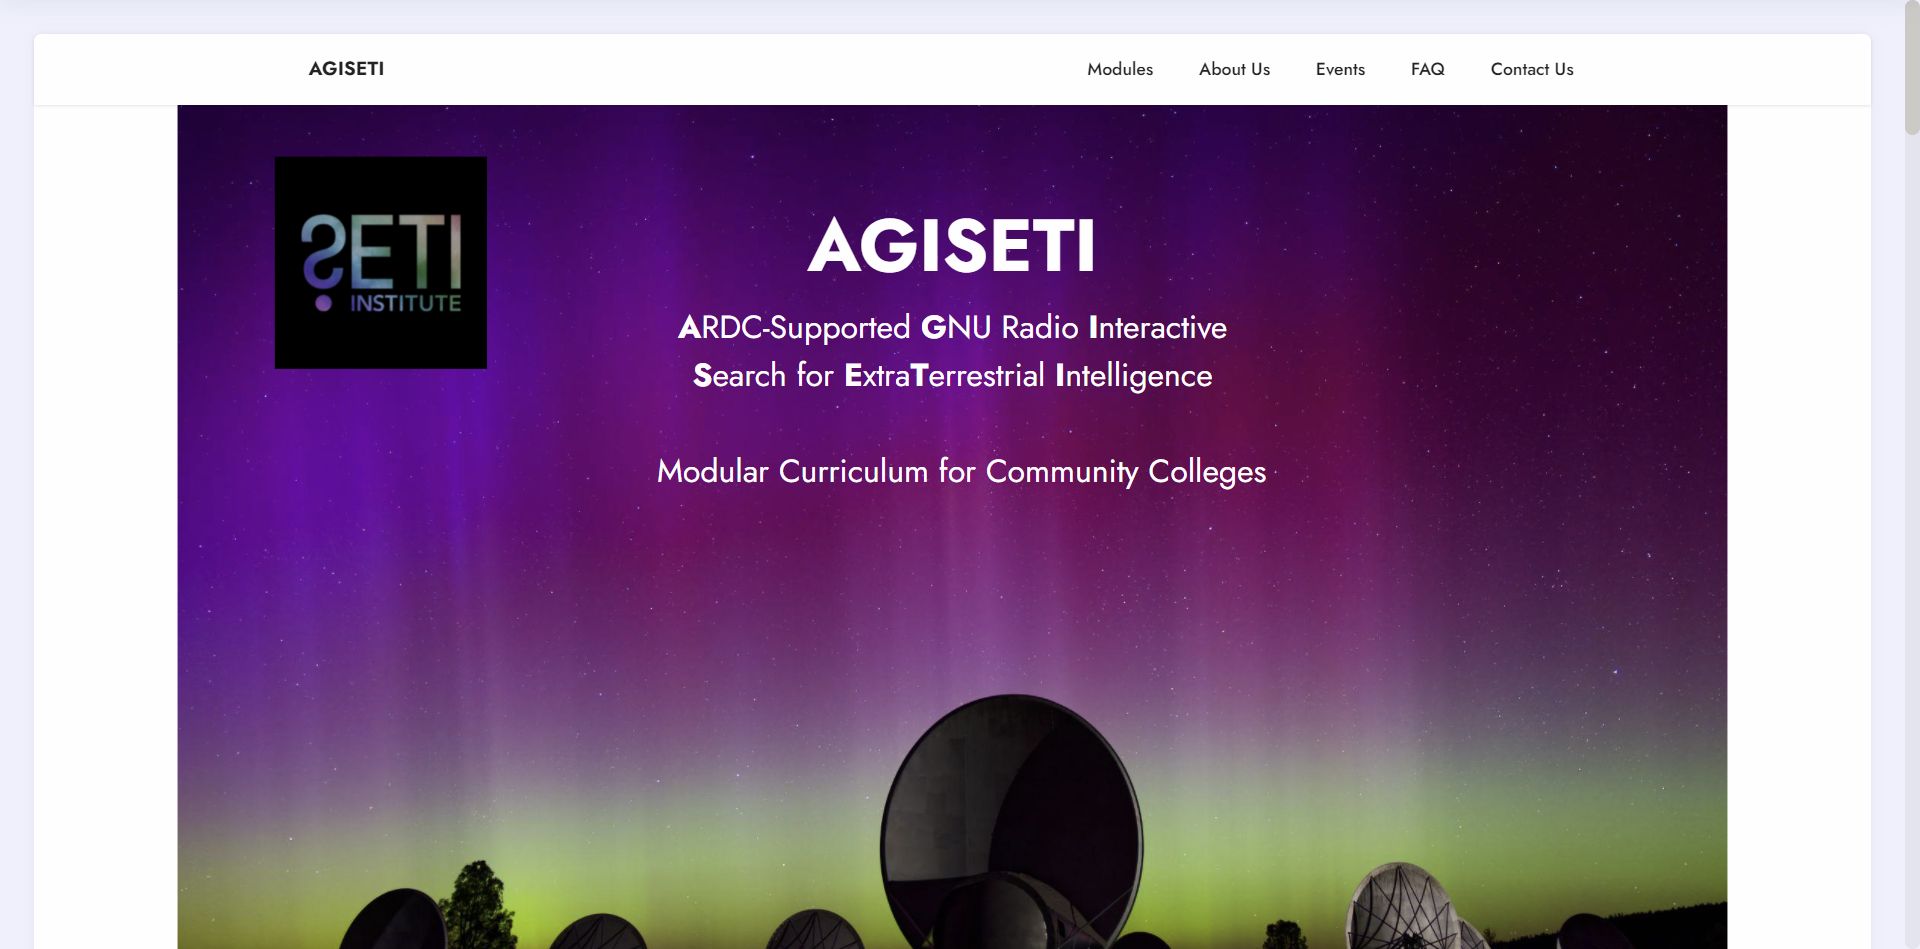 AGISETI
Modules About Us Events FAQ Contact Us
SETI
INSTITUTE
AGISETI
ARDC-Supported GNU Radio Interactive
Search for ExtraTerrestrial Intelligence
Modular Curriculum for Community Colleges